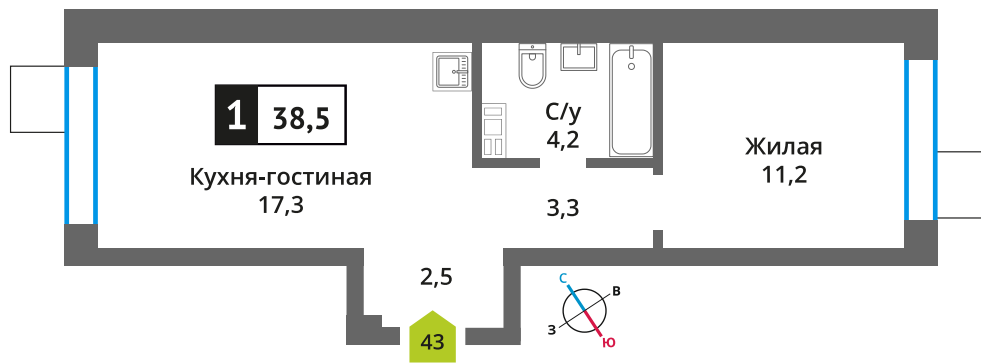 1 38,5
Кухня-гостиная
17,3
С/у
4,2
Жилая
11,2
3,3
2,5
43
С
В
З
Ю